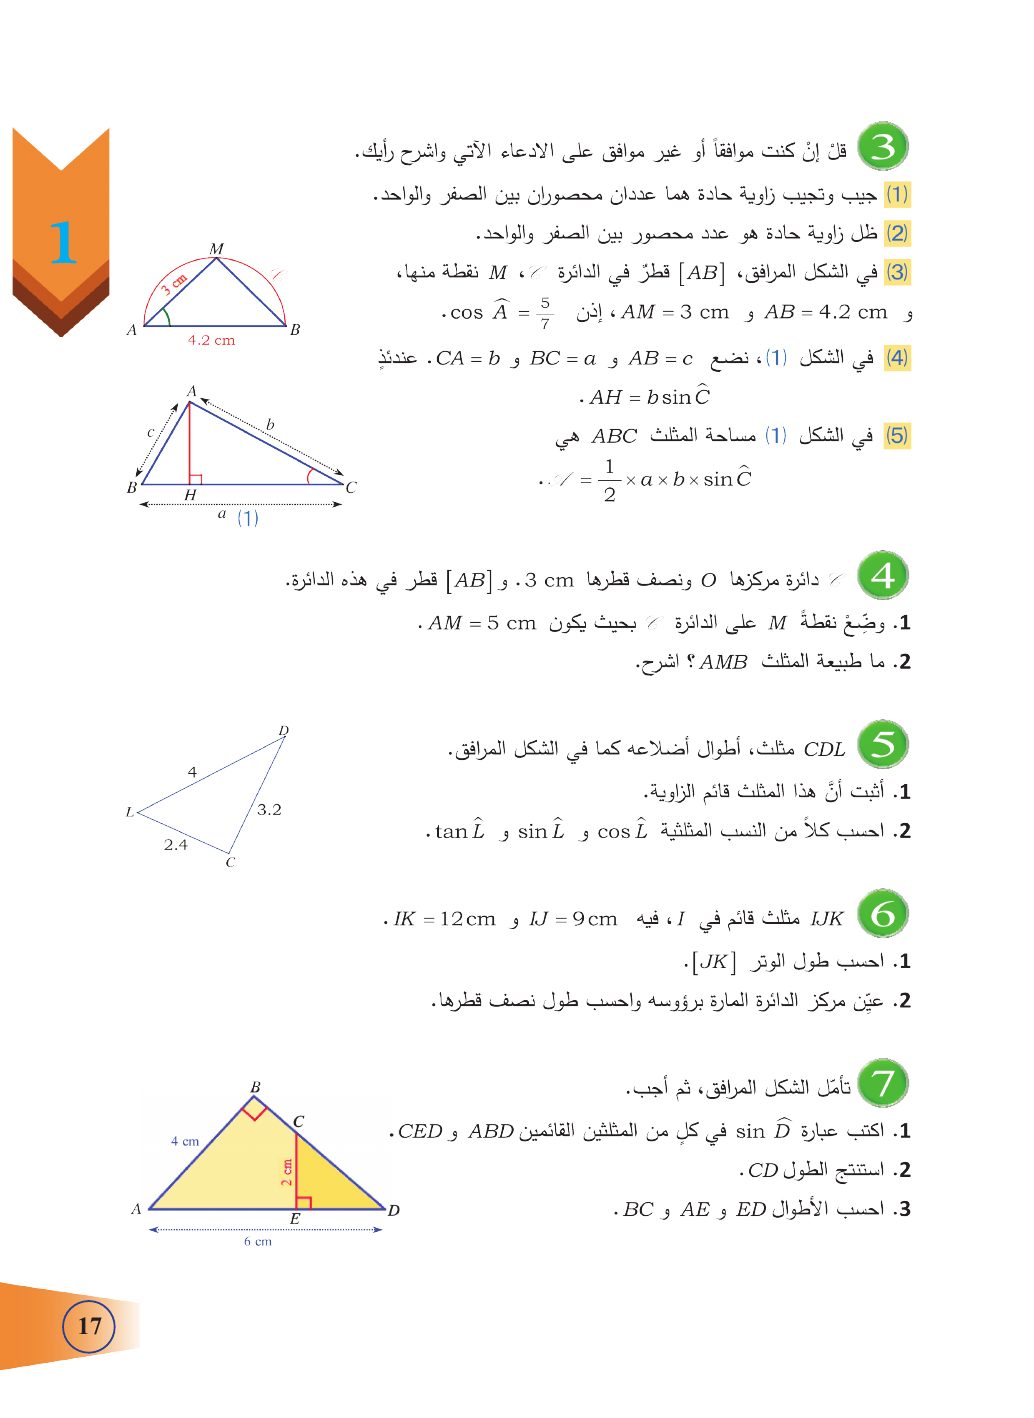 1
3 قلْ إنْ كنت موافقاً أو غير موافق على الادعاء الآتي واشرح رأيك.
(1) جيب وتجيب زاوية حادة هما عددان محصوران بين الصفر والواحد.
(2) ظل زاوية حادة هو عدد محصور بين الصفر والواحد.
(3) في الشكل المرافق، [AB] قطرٌ في الدائرة 𝒞، M نقطة منها،
و AB = 4.2 cm و AM = 3 cm، إذن cos Â = 5/7.
M
𝒞
3 cm
A
B
4.2 cm
(4) في الشكل (1)، نضع AB = c و BC = a و CA = b. عندئذٍ
AH = b sin Ĉ.
(5) في الشكل (1) مساحة المثلث ABC هي
𝒮 = 1/2 × a × b × sin Ĉ.
A
c
b
B
H
C
a
(1)
4 𝒞 دائرة مركزها O ونصف قطرها 3 cm. و [AB] قطر في هذه الدائرة.
1. وضِّعْ نقطةً M على الدائرة 𝒞 بحيث يكون AM = 5 cm.
2. ما طبيعة المثلث AMB؟ اشرح.
5 CDL مثلث، أطوال أضلاعه كما في الشكل المرافق.
1. أثبت أنَّ هذا المثلث قائم الزاوية.
2. احسب كلاً من النسب المثلثية cos L̂ و sin L̂ و tan L̂.
D
4
L
3.2
2.4
C
6 IJK مثلث قائم في I، فيه IJ = 9 cm و IK = 12 cm.
1. احسب طول الوتر [JK].
2. عيّن مركز الدائرة المارة برؤوسه واحسب طول نصف قطرها.
7 تأمّل الشكل المرافق، ثم أجب.
1. اكتب عبارة sin D̂ في كلٍ من المثلثين القائمين ABD و CED.
2. استنتج الطول CD.
3. احسب الأطوال ED و AE و BC.
B
C
4 cm
2 cm
A
E
D
6 cm
17